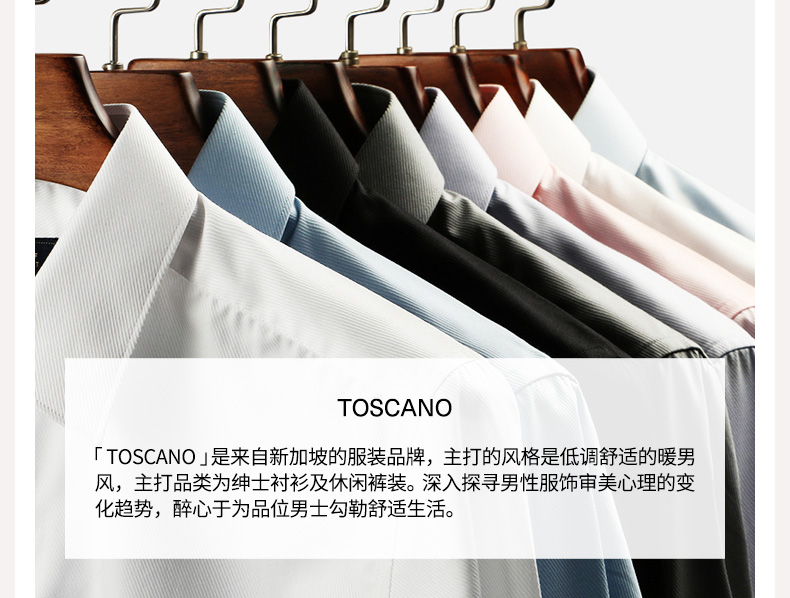 TOSCANO
「TOSCANO」是来自新加坡的服装品牌，主打的风格是低调舒适的暖男
风，主打品类为绅士衬衫及休闲裤装。深入探寻男性服饰审美心理的变
化趋势，醉心于为品位男士勾勒舒适生活。